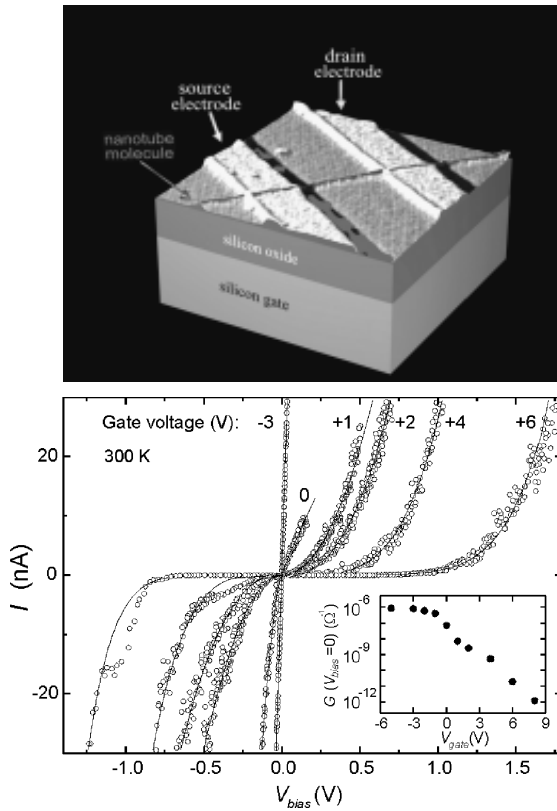 drain
electrode
source
electrode
nanotube
molecule
silicon oxide
silicon gate
Gate voltage (V): -3 +1 +2 +4 +6
300 K
0
20
0
-20
I (nA)
-1.0 -0.5 0.0 0.5 1.0 1.5
V_bias (V)
G (V_bias=0) (Ω⁻¹)
10⁻⁶
10⁻⁹
10⁻¹²
-6 -3 0 3 6 9
V_gate(V)